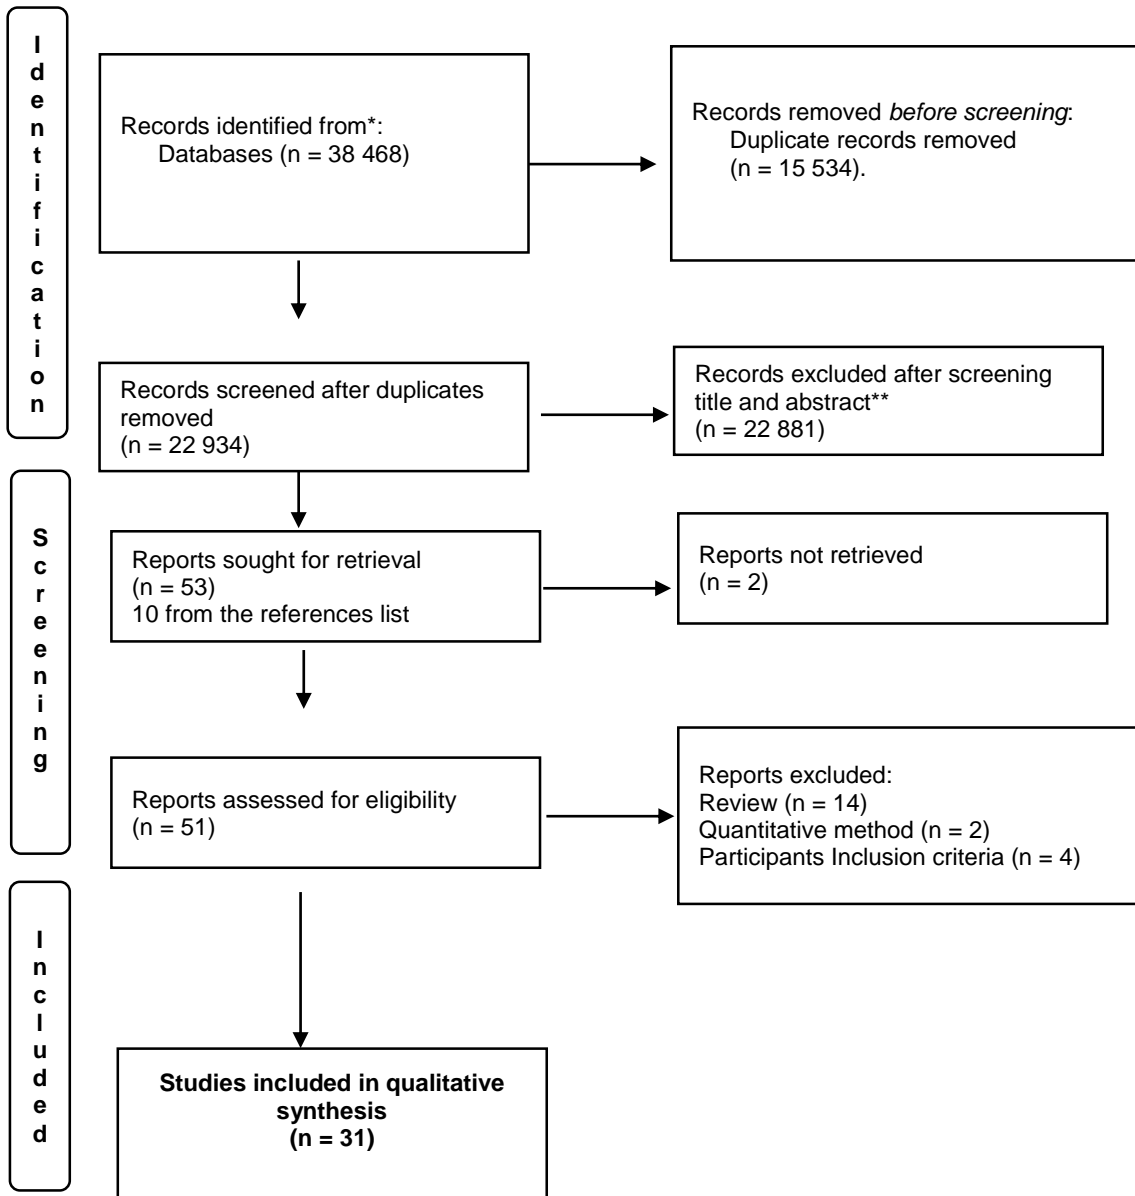 Identification
Records identified from*:
Databases (n = 38 468)
Records removed before screening:
Duplicate records removed
(n = 15 534).
Records screened after duplicates
removed
(n = 22 934)
Records excluded after screening
title and abstract**
(n = 22 881)
Screening
Reports sought for retrieval
(n = 53)
10 from the references list
Reports not retrieved
(n = 2)
Reports assessed for eligibility
(n = 51)
Reports excluded:
Review (n = 14)
Quantitative method (n = 2)
Participants Inclusion criteria (n = 4)
Included
Studies included in qualitative
synthesis
(n = 31)